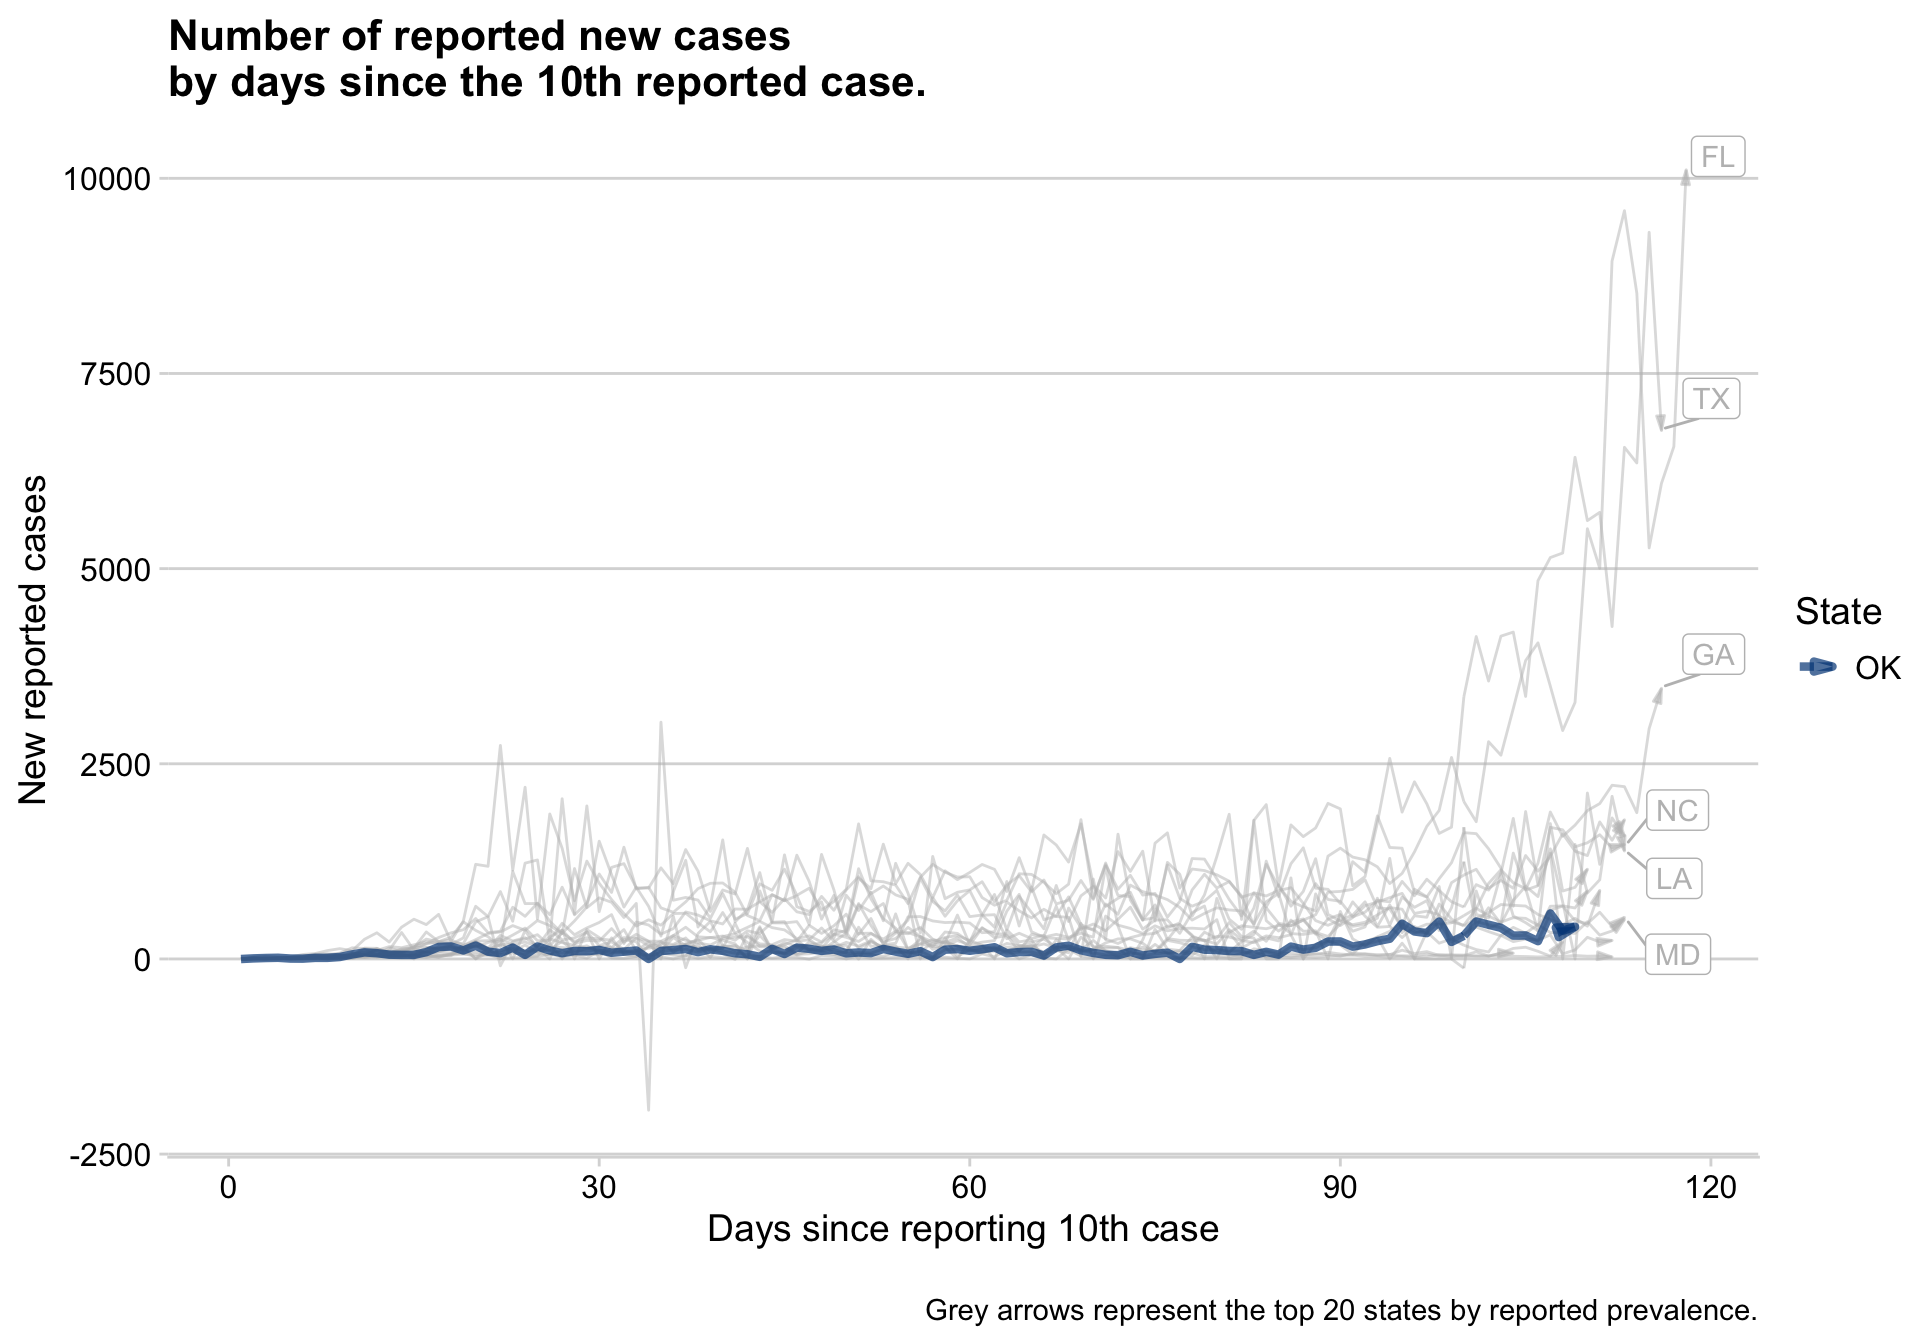 Number of reported new cases
by days since the 10th reported case.
10000
7500
5000
2500
0
-2500
New reported cases
FL
TX
GA
NC
LA
MD
State
OK
0
30
60
90
120
Days since reporting 10th case
Grey arrows represent the top 20 states by reported prevalence.